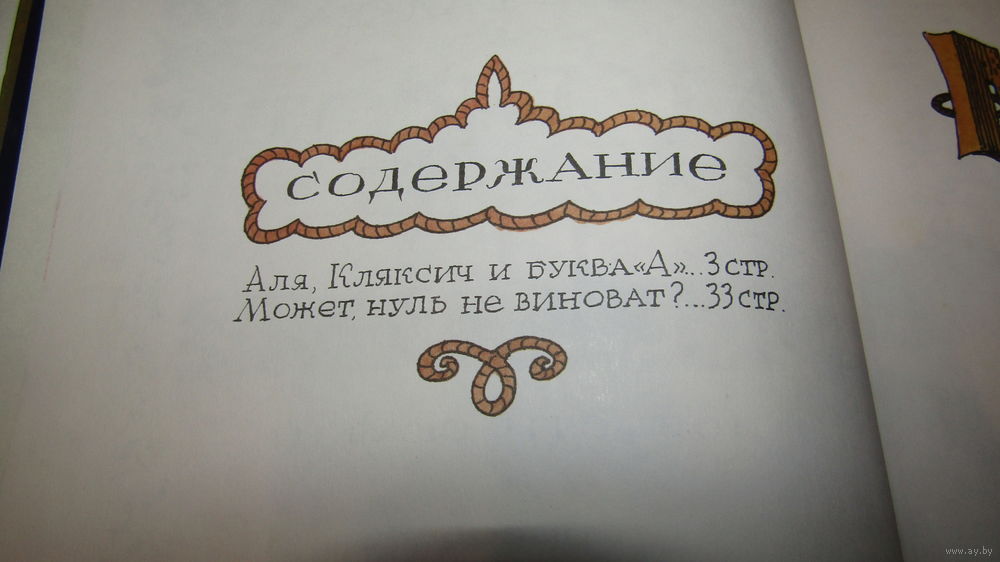 СОДЕРЖАНИЕ
Аля, Кляксич и буква «А»...3 стр.
Может, нуль не виноват?...33 стр.
www.ay.by